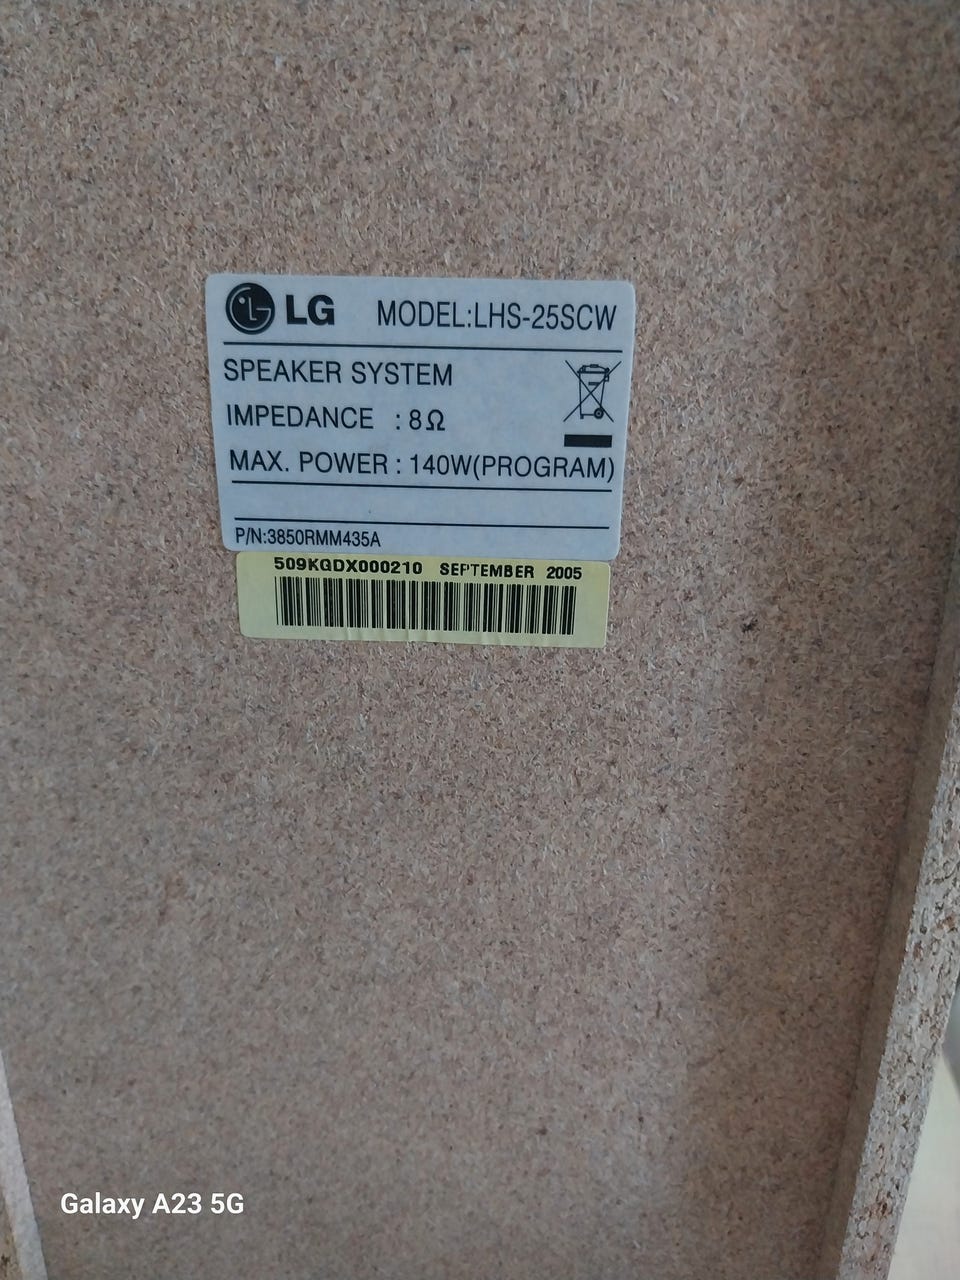 LG MODEL:LHS-25SCW
SPEAKER SYSTEM
IMPEDANCE : 8Ω
MAX. POWER : 140W(PROGRAM)
P/N:3850RMM435A
509KGDX000210 SEPTEMBER 2005
Galaxy A23 5G